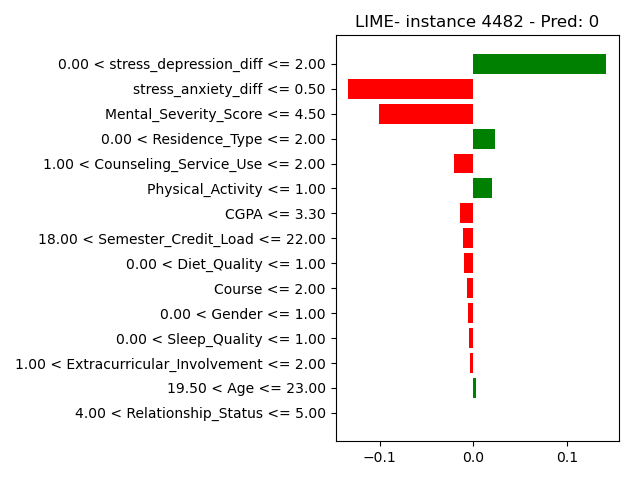 LIME- instance 4482 - Pred: 0
0.00 < stress_depression_diff <= 2.00
stress_anxiety_diff <= 0.50
Mental_Severity_Score <= 4.50
0.00 < Residence_Type <= 2.00
1.00 < Counseling_Service_Use <= 2.00
Physical_Activity <= 1.00
CGPA <= 3.30
18.00 < Semester_Credit_Load <= 22.00
0.00 < Diet_Quality <= 1.00
Course <= 2.00
0.00 < Gender <= 1.00
0.00 < Sleep_Quality <= 1.00
1.00 < Extracurricular_Involvement <= 2.00
19.50 < Age <= 23.00
4.00 < Relationship_Status <= 5.00
−0.1 0.0 0.1